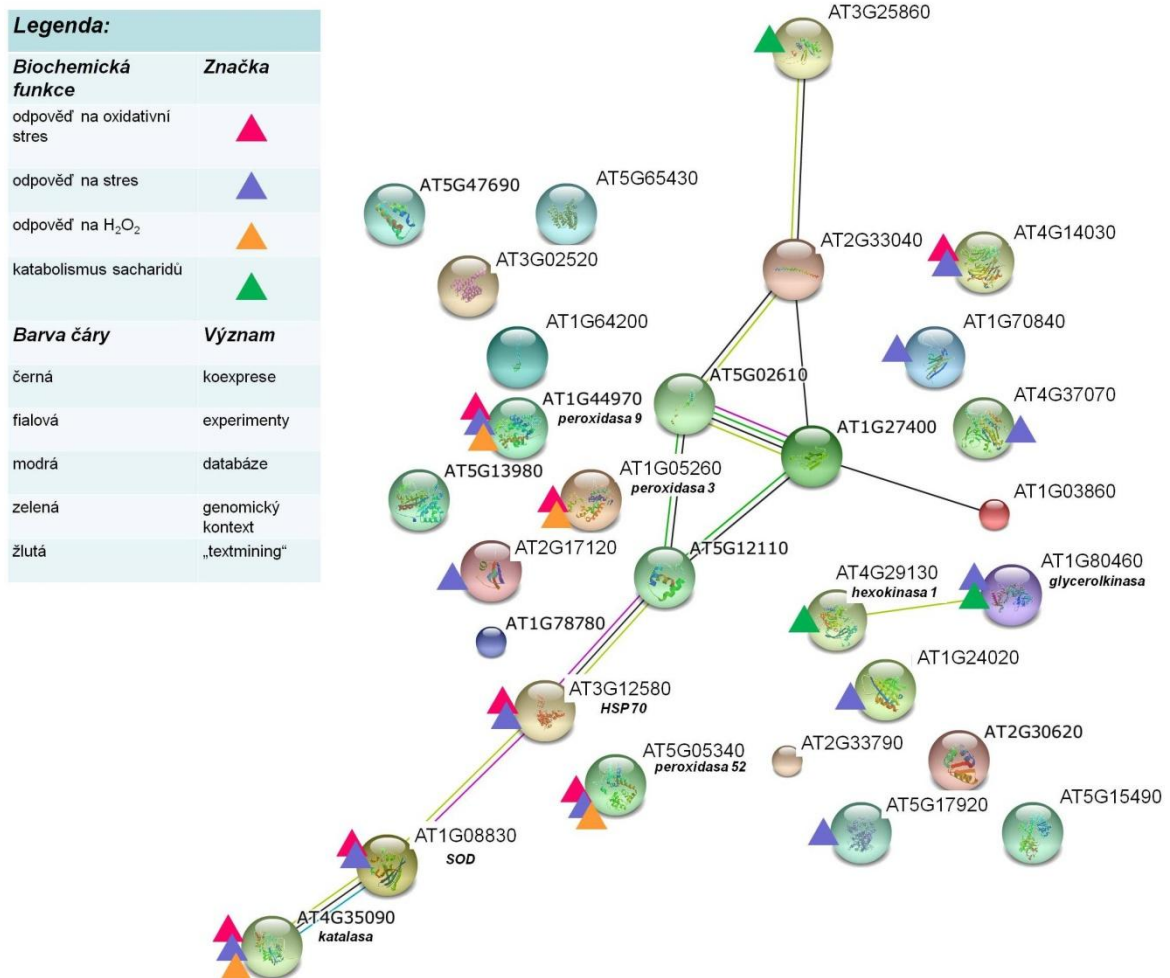 Legenda:
Biochemická funkce
Značka
odpověď na oxidativní stres
odpověď na stres
odpověď na H₂O₂
katabolismus sacharidů
Barva čáry
Význam
černá
koexprese
fialová
experimenty
modrá
databáze
zelená
genomický kontext
žlutá
„textmining“
AT3G25860
AT5G47690
AT5G65430
AT2G33040
AT4G14030
AT3G02520
AT1G64200
AT1G70840
AT5G02610
AT1G44970
peroxidasa 9
AT4G37070
AT1G27400
AT5G13980
AT1G05260
peroxidasa 3
AT1G03860
AT2G17120
AT5G12110
AT4G29130
hexokinasa 1
AT1G80460
glycerolkinasa
AT1G78780
AT1G24020
AT3G12580
HSP 70
AT2G33790
AT2G30620
AT5G05340
peroxidasa 52
AT5G17920
AT5G15490
AT1G08830
SOD
AT4G35090
katalasa